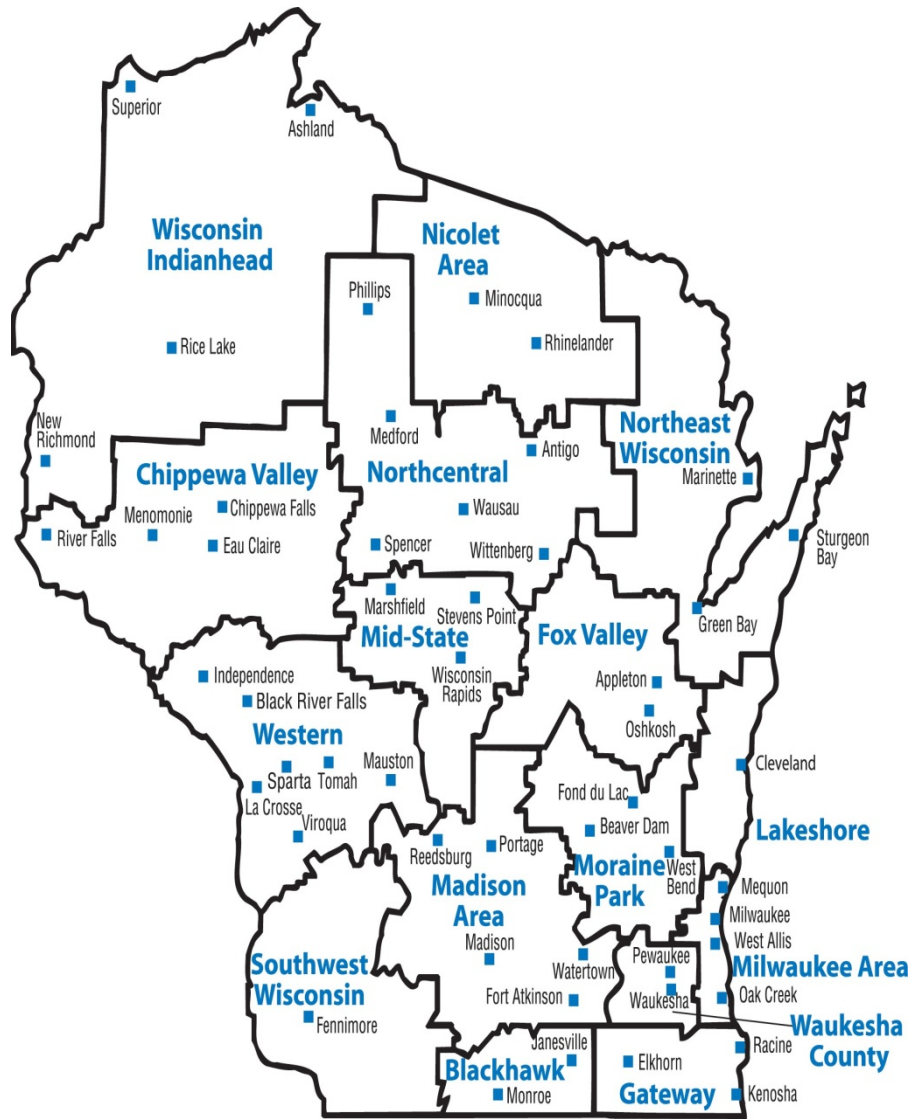 Superior
Ashland
Wisconsin
Indianhead
Nicolet
Area
Phillips
Minocqua
Rice Lake
Rhinelander
New
Richmond
Medford
Antigo
Northeast
Wisconsin
Chippewa Valley
Northcentral
Marinette
Chippewa Falls
Wausau
Menomonie
River Falls
Eau Claire
Spencer
Wittenberg
Sturgeon
Bay
Marshfield
Stevens Point
Green Bay
Mid-State
Fox Valley
Wisconsin
Rapids
Independence
Appleton
Black River Falls
Oshkosh
Western
Mauston
Sparta
Tomah
Cleveland
La Crosse
Fond du Lac
Viroqua
Beaver Dam
Lakeshore
Reedsburg
Portage
West
Bend
Moraine
Park
Madison
Area
Mequon
Milwaukee
West Allis
Madison
Watertown
Pewaukee
Milwaukee Area
Southwest
Wisconsin
Fort Atkinson
Waukesha
Oak Creek
Fennimore
Waukesha
County
Janesville
Racine
Blackhawk
Elkhorn
Monroe
Gateway
Kenosha